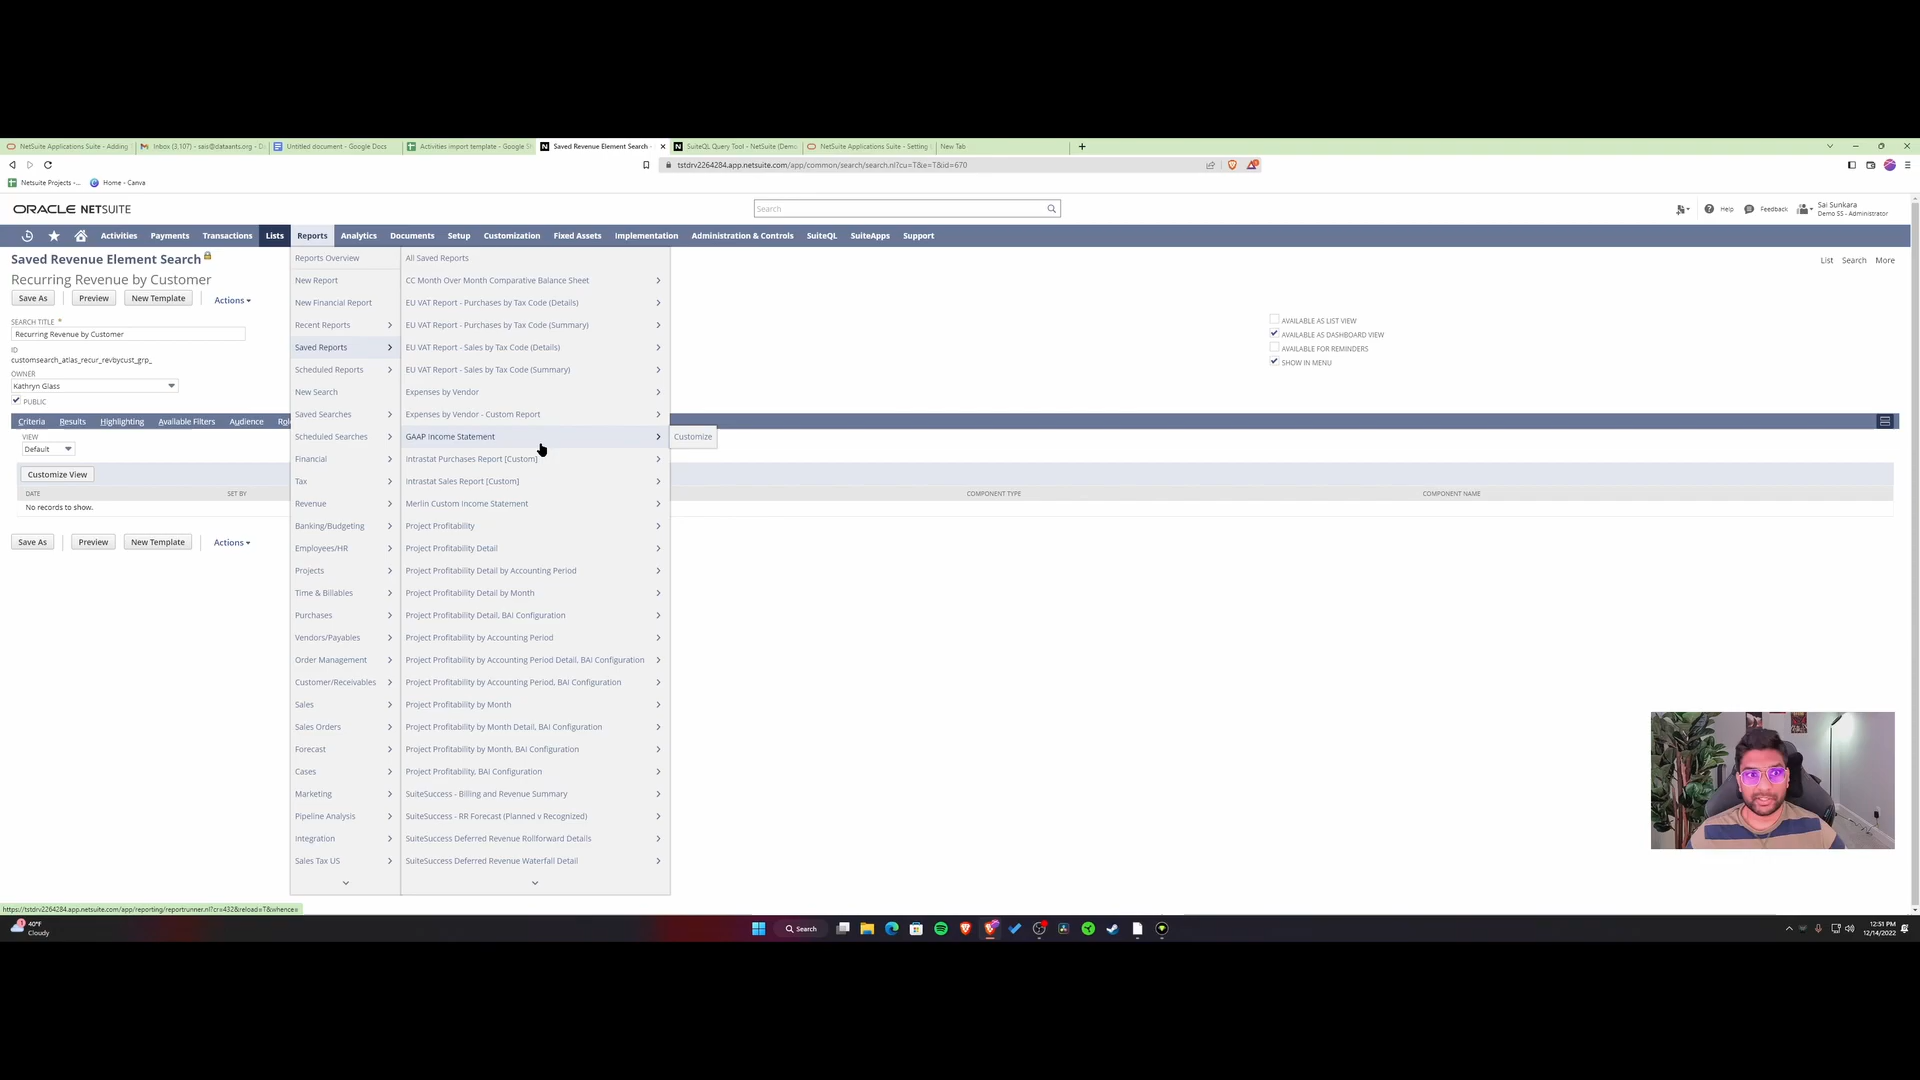 NetSuite Applications Suite - Adding
Inbox (3,107) - sais@dataants.org - D
Untitled document - Google Docs
Activities import template - Google S
Saved Revenue Element Search -
SuiteQL Query Tool - NetSuite (Demo
NetSuite Applications Suite - Setting
New Tab
tstdrv2264284.app.netsuite.com/app/common/search/search.nl?cu=T&e=T&id=670
Netsuite Projects -...
Home - Canva
ORACLE NETSUITE
Search
Help
Feedback
Sai Sunkara
Demo SS - Administrator
Activities
Payments
Transactions
Lists
Reports
Analytics
Documents
Setup
Customization
Fixed Assets
Implementation
Administration & Controls
SuiteQL
SuiteApps
Support
Saved Revenue Element Search
List
Search
More
Recurring Revenue by Customer
Save As
Preview
New Template
Actions
SEARCH TITLE *
Recurring Revenue by Customer
ID
customsearch_atlas_recur_revbycust_grp_
OWNER
Kathryn Glass
PUBLIC
AVAILABLE AS LIST VIEW
AVAILABLE AS DASHBOARD VIEW
AVAILABLE FOR REMINDERS
SHOW IN MENU
Criteria
Results
Highlighting
Available Filters
Audience
VIEW
Default
Customize View
DATE
SET BY
COMPONENT TYPE
COMPONENT NAME
No records to show.
Save As
Preview
New Template
Actions
Reports Overview
New Report
New Financial Report
Recent Reports
Saved Reports
Scheduled Reports
New Search
Saved Searches
Scheduled Searches
Financial
Tax
Revenue
Banking/Budgeting
Employees/HR
Projects
Time & Billables
Purchases
Vendors/Payables
Order Management
Customer/Receivables
Sales
Sales Orders
Forecast
Cases
Marketing
Pipeline Analysis
Integration
Sales Tax US
All Saved Reports
CC Month Over Month Comparative Balance Sheet
EU VAT Report - Purchases by Tax Code (Details)
EU VAT Report - Purchases by Tax Code (Summary)
EU VAT Report - Sales by Tax Code (Details)
EU VAT Report - Sales by Tax Code (Summary)
Expenses by Vendor
Expenses by Vendor - Custom Report
GAAP Income Statement
Customize
Intrastat Purchases Report [Custom]
Intrastat Sales Report [Custom]
Merlin Custom Income Statement
Project Profitability
Project Profitability Detail
Project Profitability Detail by Accounting Period
Project Profitability Detail by Month
Project Profitability Detail, BAI Configuration
Project Profitability by Accounting Period
Project Profitability by Accounting Period Detail, BAI Configuration
Project Profitability by Accounting Period, BAI Configuration
Project Profitability by Month
Project Profitability by Month Detail, BAI Configuration
Project Profitability by Month, BAI Configuration
Project Profitability, BAI Configuration
SuiteSuccess - Billing and Revenue Summary
SuiteSuccess - RR Forecast (Planned v Recognized)
SuiteSuccess Deferred Revenue Rollforward Details
SuiteSuccess Deferred Revenue Waterfall Detail
https://tstdrv2264284.app.netsuite.com/app/reporting/reportrunner.nl?cr=432&reload=T&whence=
40°F
Cloudy
Search
12:51 PM
12/14/2022